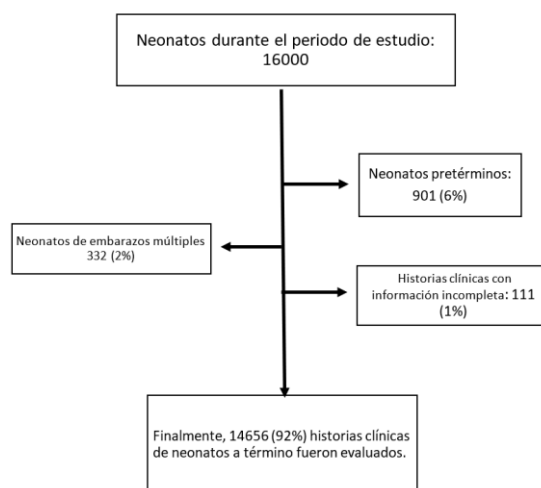 Neonatos durante el periodo de estudio:
16000
Neonatos pretérminos:
901 (6%)
Neonatos de embarazos múltiples
332 (2%)
Historias clínicas con
información incompleta: 111
(1%)
Finalmente, 14656 (92%) historias clínicas
de neonatos a término fueron evaluados.